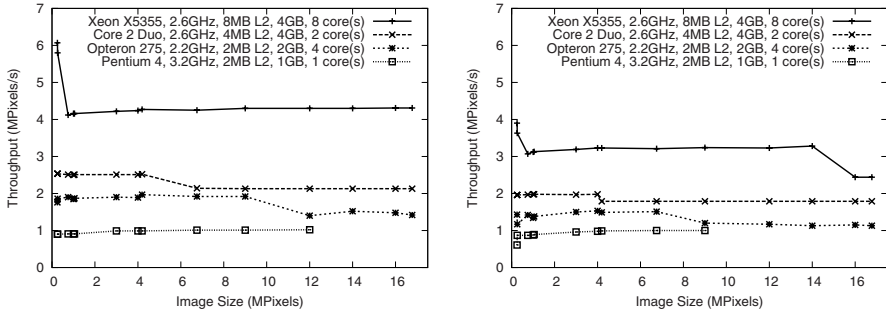 7
6
5
4
3
2
1
0
Throughput (MPixels/s)
Xeon X5355, 2.6GHz, 8MB L2, 4GB, 8 core(s)
Core 2 Duo, 2.6GHz, 4MB L2, 4GB, 2 core(s)
Opteron 275, 2.2GHz, 2MB L2, 2GB, 4 core(s)
Pentium 4, 3.2GHz, 2MB L2, 1GB, 1 core(s)
0 2 4 6 8 10 12 14 16
Image Size (MPixels)
7
6
5
4
3
2
1
0
Throughput (MPixels/s)
Xeon X5355, 2.6GHz, 8MB L2, 4GB, 8 core(s)
Core 2 Duo, 2.6GHz, 4MB L2, 4GB, 2 core(s)
Opteron 275, 2.2GHz, 2MB L2, 2GB, 4 core(s)
Pentium 4, 3.2GHz, 2MB L2, 1GB, 1 core(s)
0 2 4 6 8 10 12 14 16
Image Size (MPixels)